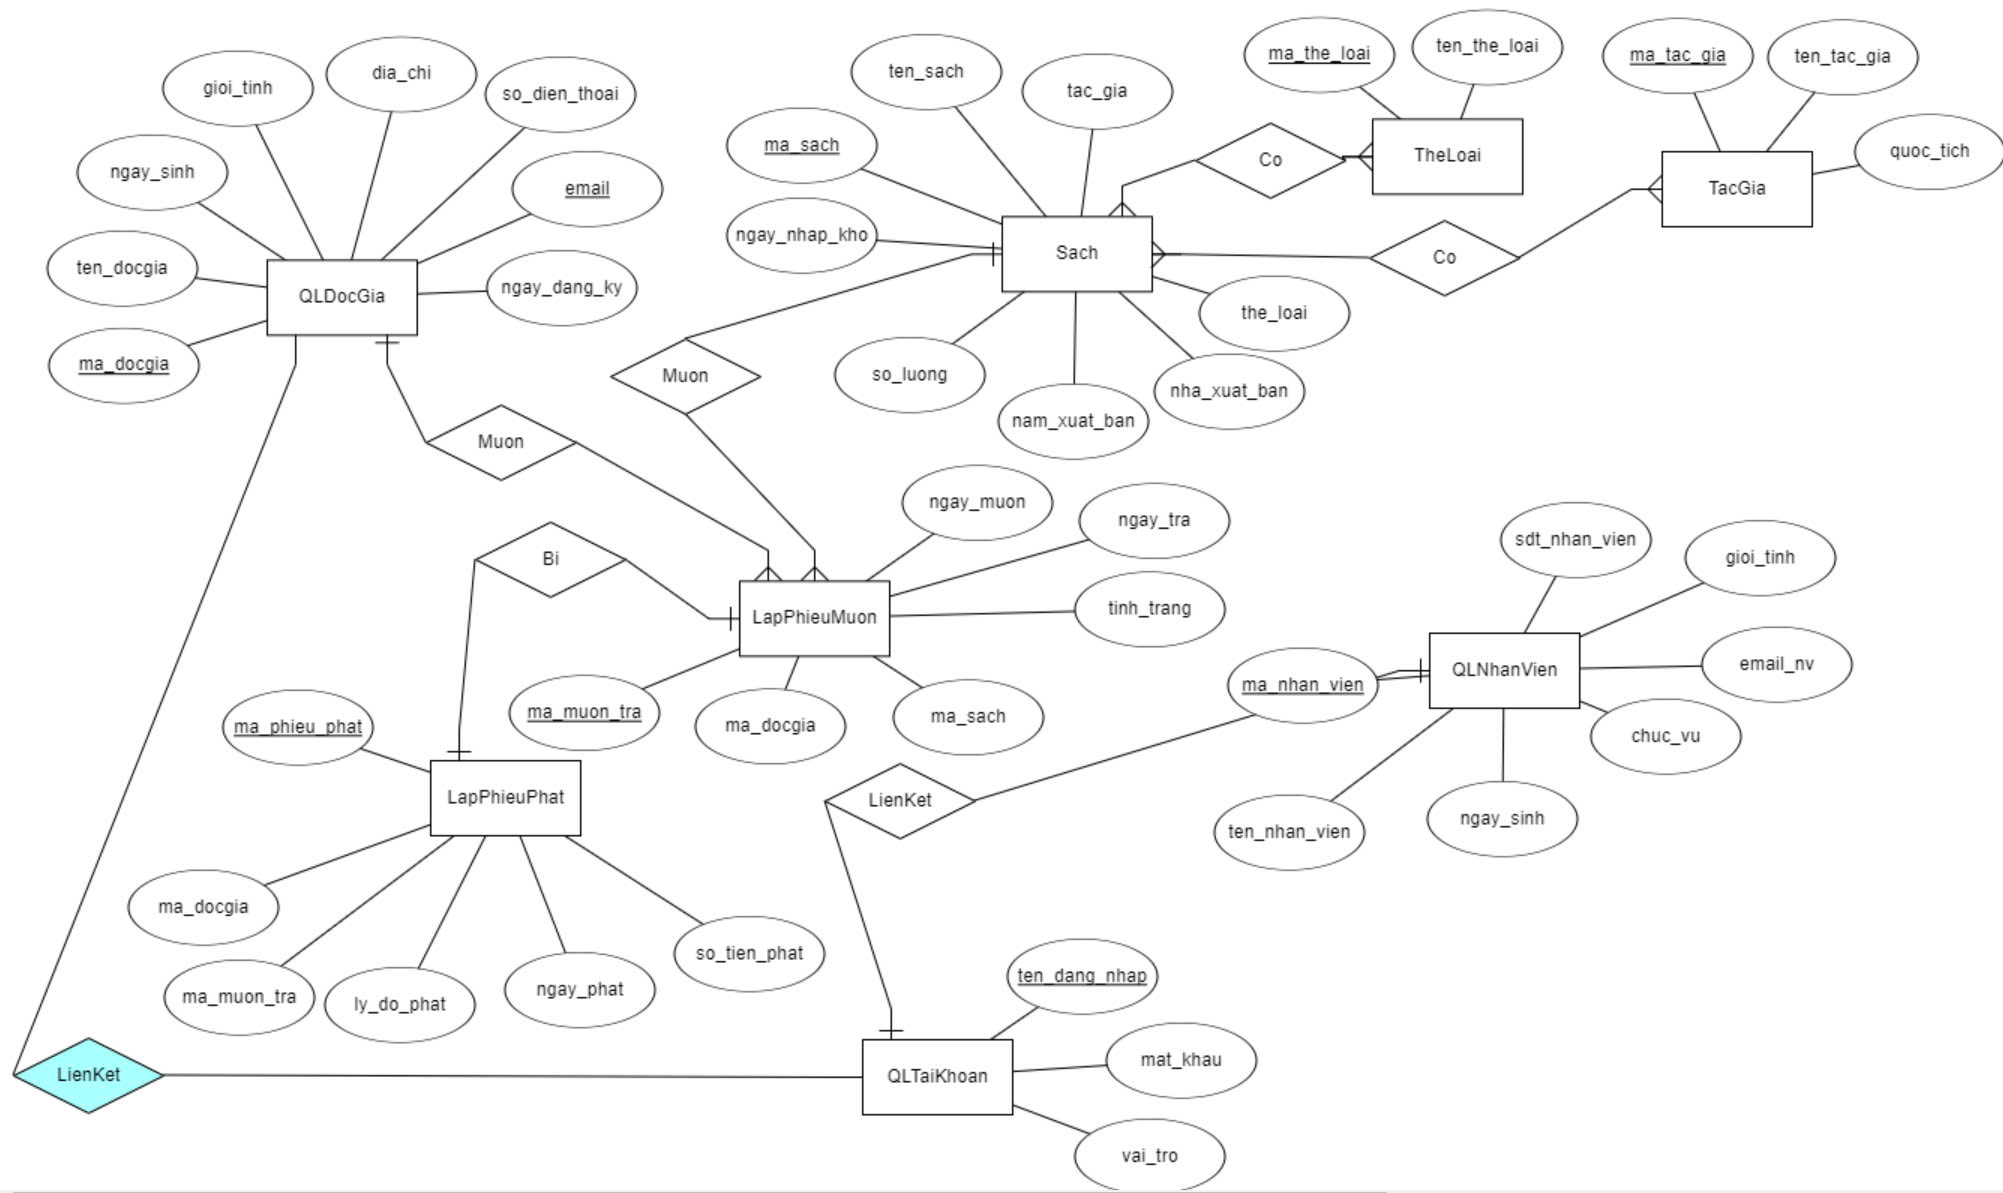 ma_the_loai
ten_the_loai
ma_tac_gia
ten_tac_gia
gioi_tinh
dia_chi
so_dien_thoai
ten_sach
tac_gia
ma_sach
Co
TheLoai
quoc_tich
ngay_sinh
email
TacGia
ngay_nhap_kho
Sach
Co
ten_docgia
QLDocGia
ngay_dang_ky
the_loai
ma_docgia
Muon
so_luong
nha_xuat_ban
nam_xuat_ban
Muon
ngay_muon
ngay_tra
sdt_nhan_vien
gioi_tinh
Bi
LapPhieuMuon
tinh_trang
ma_nhan_vien
QLNhanVien
email_nv
ma_phieu_phat
ma_muon_tra
ma_docgia
ma_sach
chuc_vu
LapPhieuPhat
LienKet
ten_nhan_vien
ngay_sinh
ma_docgia
ma_muon_tra
ly_do_phat
ngay_phat
so_tien_phat
ten_dang_nhap
LienKet
QLTaiKhoan
mat_khau
vai_tro